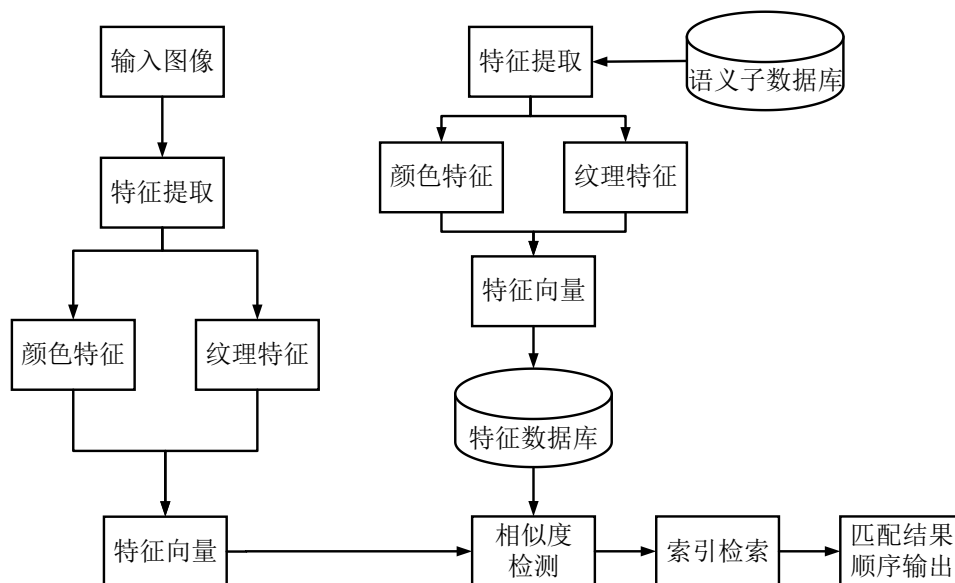 输入图像
特征提取
颜色特征
纹理特征
特征向量
特征提取
语义子数据库
颜色特征
纹理特征
特征向量
特征数据库
相似度
检测
索引检索
匹配结果
顺序输出